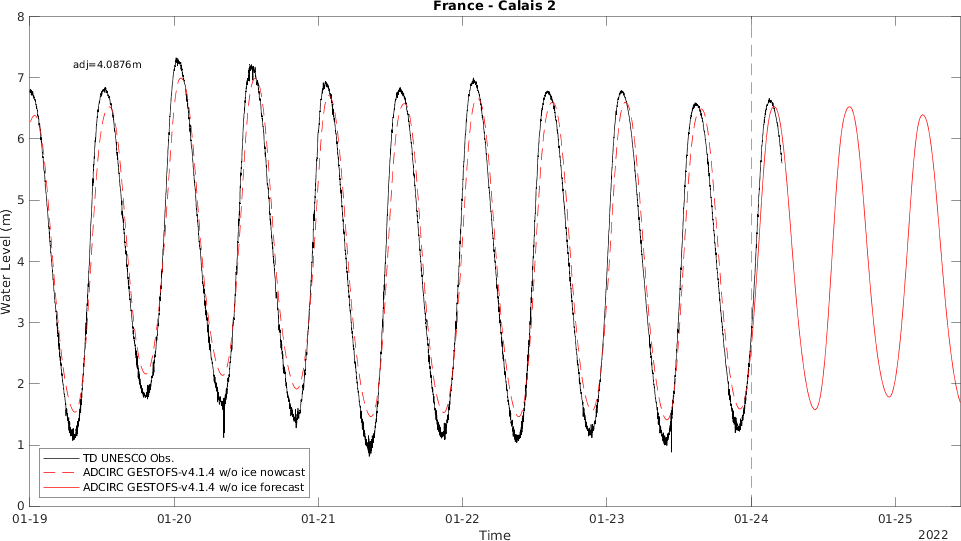 France - Calais 2
adj=4.0876m
8
7
6
5
4
3
2
1
0
Water Level (m)
TD UNESCO Obs.
ADCIRC GESTOFS-v4.1.4 w/o ice nowcast
ADCIRC GESTOFS-v4.1.4 w/o ice forecast
01-19 01-20 01-21 01-22 01-23 01-24 01-25
Time
2022